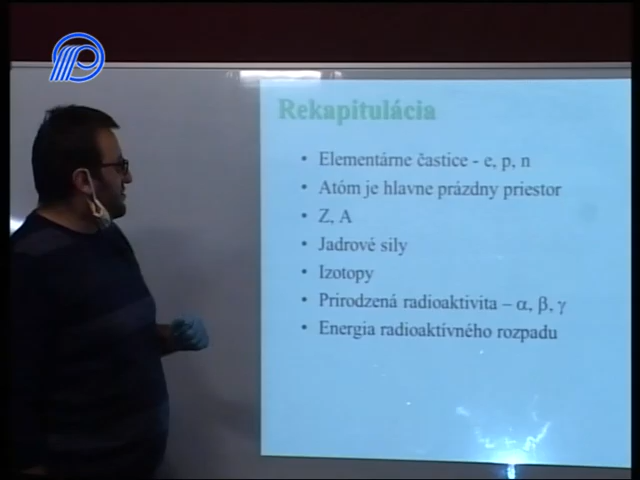 Rekapitulácia
• Elementárne častice - e, p, n
• Atóm je hlavne prázdny priestor
• Z, A
• Jadrové sily
• Izotopy
• Prirodzená radioaktivita – α, β, γ
• Energia radioaktívneho rozpadu